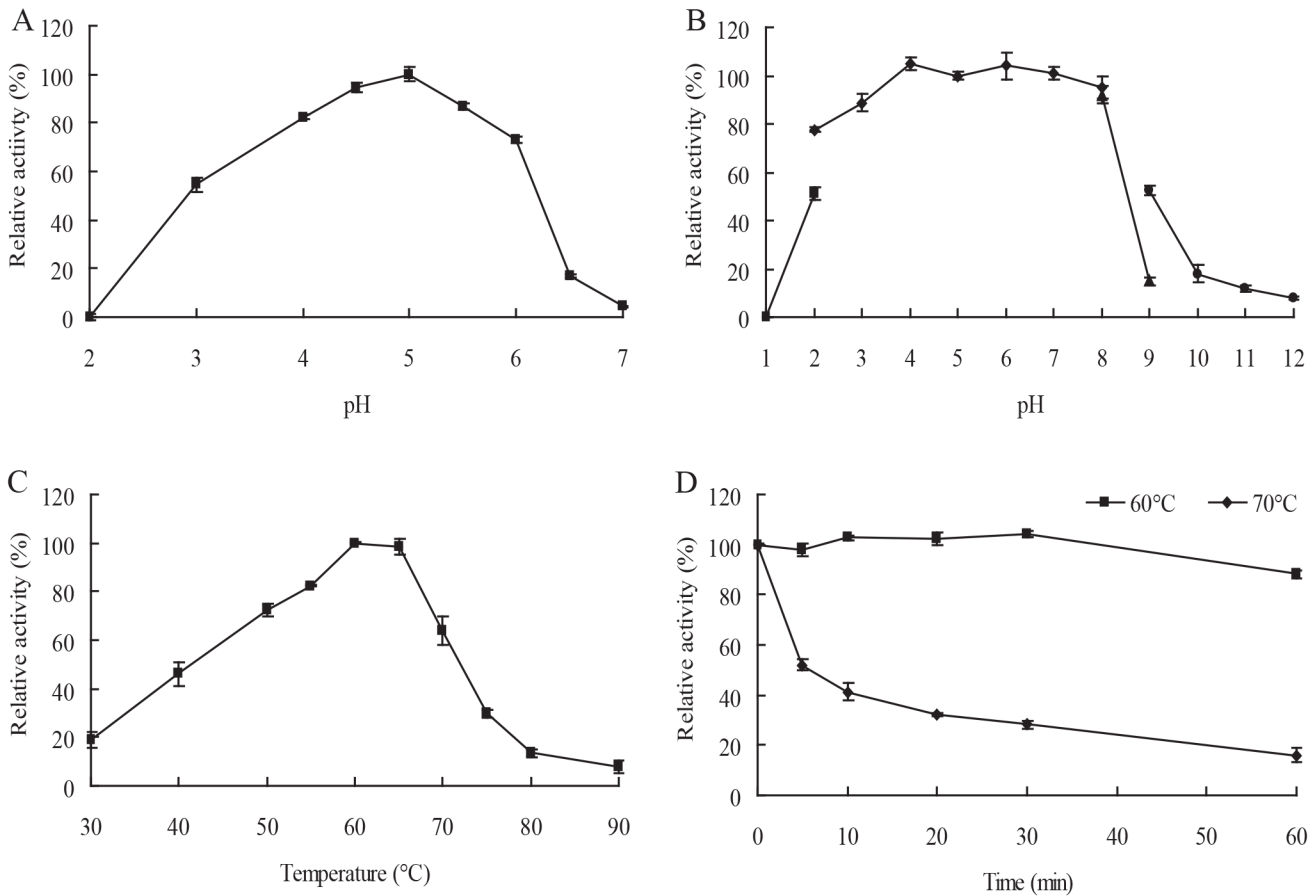 A
Relative actiivty (%)
120
100
80
60
40
20
0
2 3 4 5 6 7
pH
B
Relative activity (%)
120
100
80
60
40
20
0
1 2 3 4 5 6 7 8 9 10 11 12
pH
C
Relative activity (%)
120
100
80
60
40
20
0
30 40 50 60 70 80 90
Temperature (°C)
D
60°C 70°C
Relative activity (%)
120
100
80
60
40
20
0
0 10 20 30 40 50 60
Time (min)